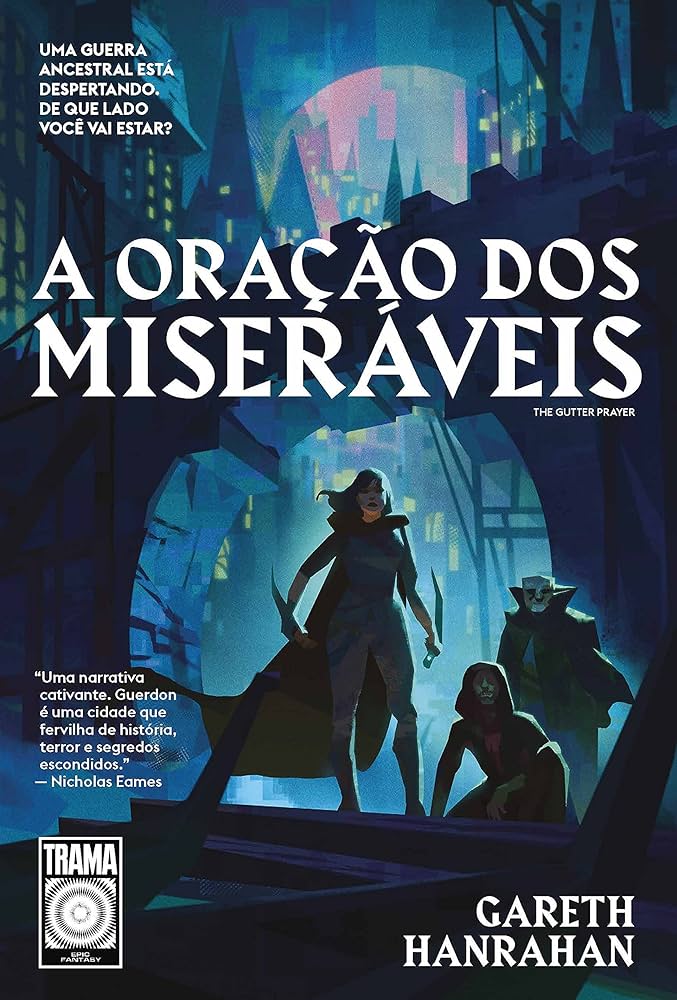 UMA GUERRA
ANCESTRAL ESTÁ
DESPERTANDO.
DE QUE LADO
VOCÊ VAI ESTAR?
A ORAÇÃO DOS
MISERÁVEIS
THE GUTTER PRAYER
“Uma narrativa
cativante. Guerdon
é uma cidade que
fervilha de história,
terror e segredos
escondidos.”
— Nicholas Eames
TRAMA
EPIC
FANTASY
GARETH
HANRAHAN